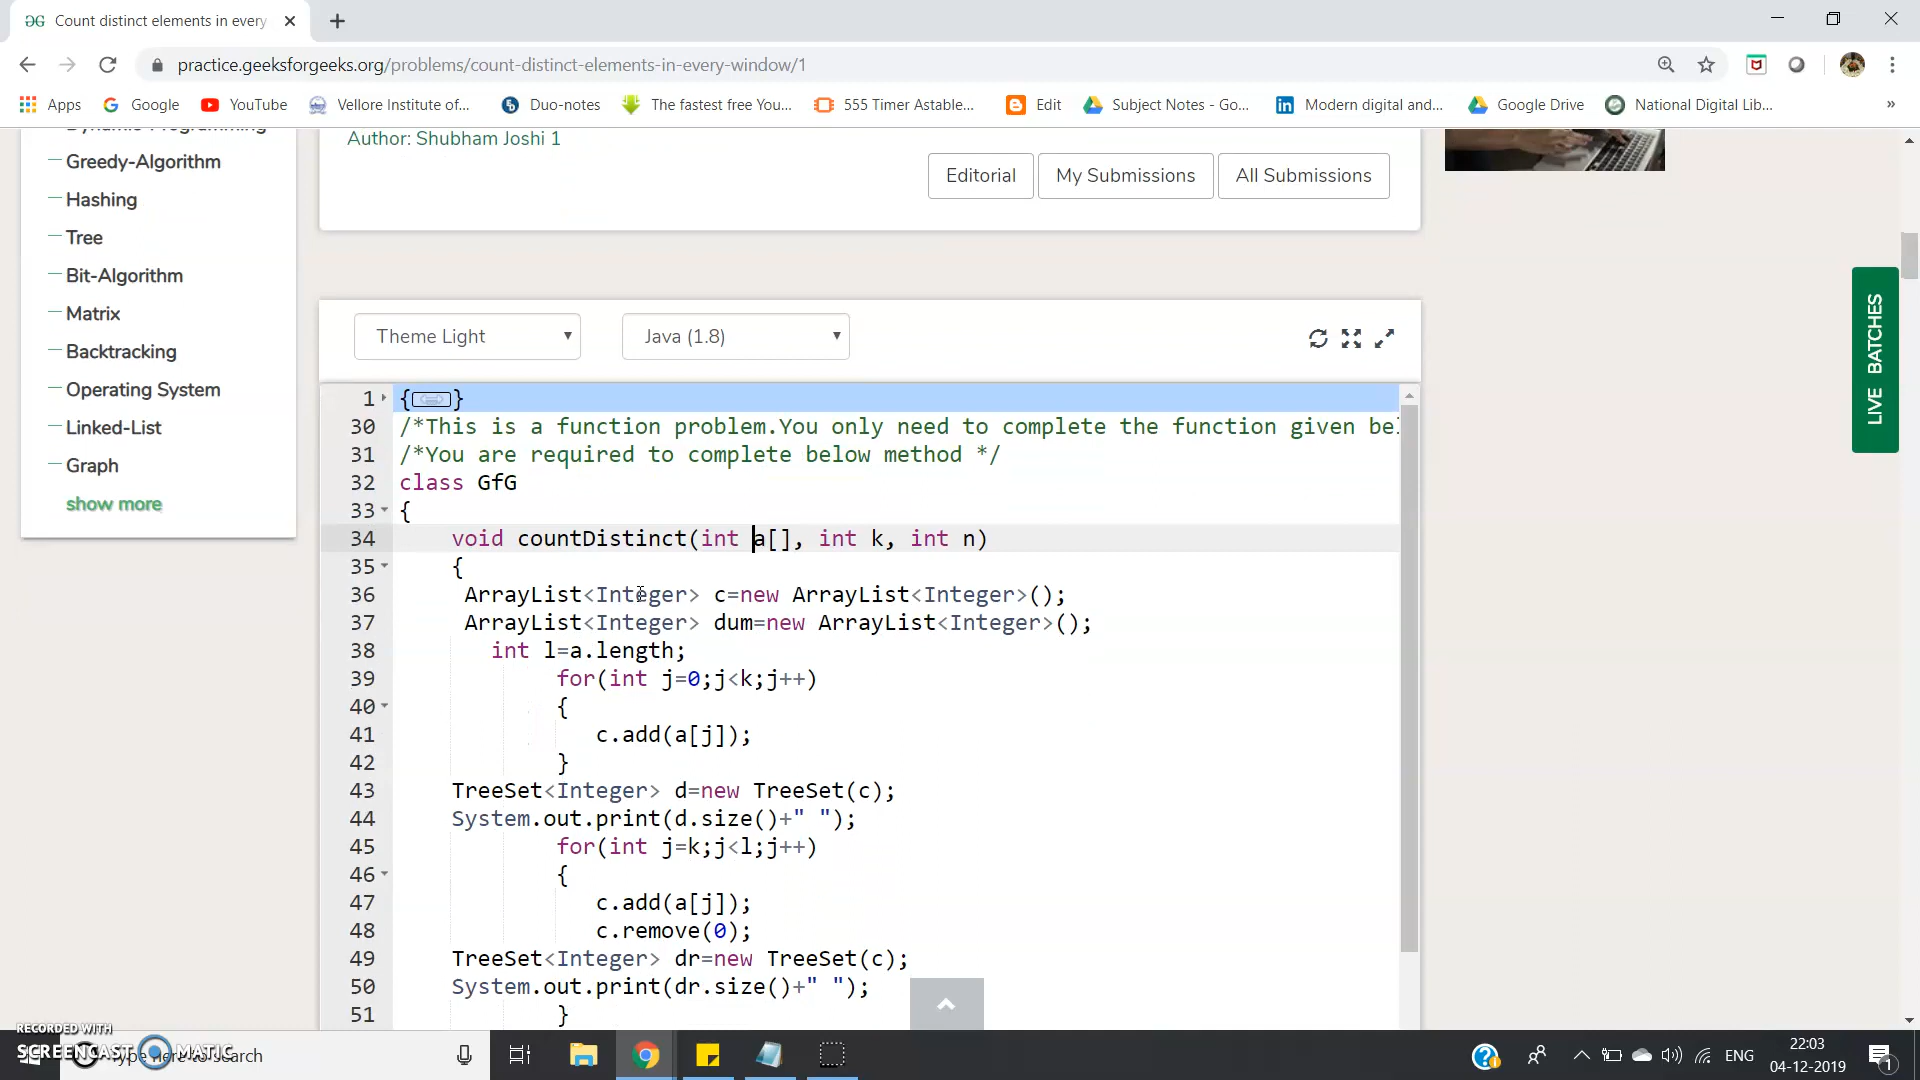 Count distinct elements in every
practice.geeksforgeeks.org/problems/count-distinct-elements-in-every-window/1
Apps
Google
YouTube
Vellore Institute of...
Duo-notes
The fastest free You...
555 Timer Astable...
Edit
Subject Notes - Go...
Modern digital and...
Google Drive
National Digital Lib...
»
Dynamic-Programming
Greedy-Algorithm
Hashing
Tree
Bit-Algorithm
Matrix
Backtracking
Operating System
Linked-List
Graph
show more
Author: Shubham Joshi 1
Editorial
My Submissions
All Submissions
LIVE BATCHES
Theme Light
Java (1.8)
1 {}
30 /*This is a function problem.You only need to complete the function given be
31 /*You are required to complete below method */
32 class GfG
33 {
34 void countDistinct(int a[], int k, int n)
35 {
36 ArrayList<Integer> c=new ArrayList<Integer>();
37 ArrayList<Integer> dum=new ArrayList<Integer>();
38 int l=a.length;
39 for(int j=0;j<k;j++)
40 {
41 c.add(a[j]);
42 }
43 TreeSet<Integer> d=new TreeSet(c);
44 System.out.print(d.size()+" ");
45 for(int j=k;j<l;j++)
46 {
47 c.add(a[j]);
48 c.remove(0);
49 TreeSet<Integer> dr=new TreeSet(c);
50 System.out.print(dr.size()+" ");
51 }
RECORDED WITH
SCREENCAST MATIC
Type here to search
ENG
22:03
04-12-2019
1